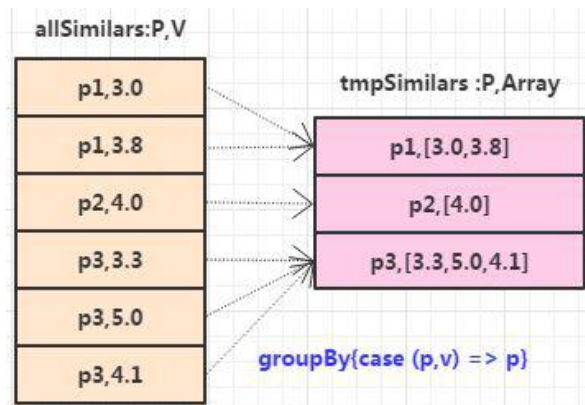 allSimilars:P,V
p1,3.0
p1,3.8
p2,4.0
p3,3.3
p3,5.0
p3,4.1
tmpSimilars :P,Array
p1,[3.0,3.8]
p2,[4.0]
p3,[3.3,5.0,4.1]
groupBy{case (p,v) => p}